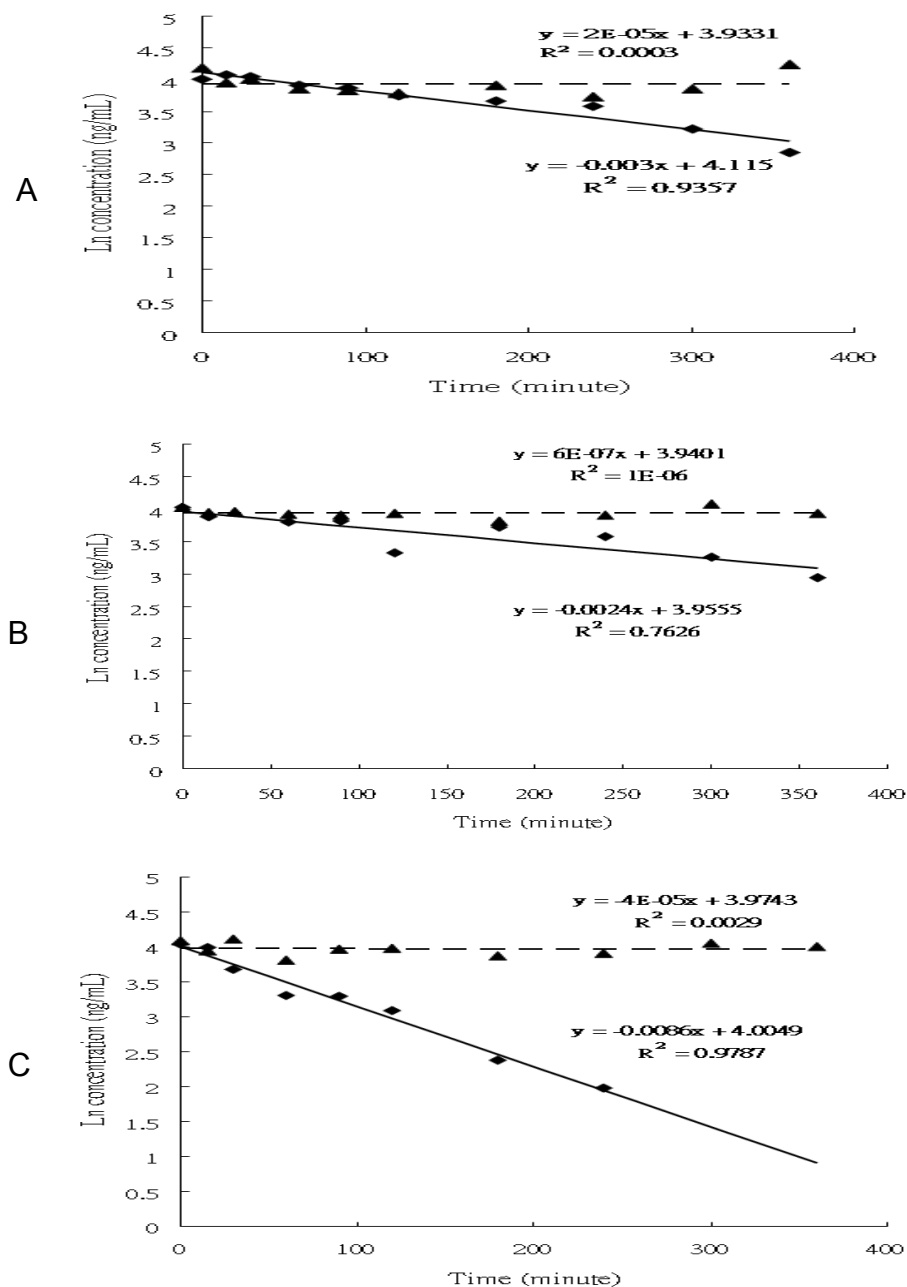 A
Ln concentration (ng/mL)
5
4.5
4
3.5
3
2.5
2
1.5
1
0.5
0
y = 2E-05x + 3.9331
R² = 0.0003
y = -0.003x + 4.115
R² = 0.9357
0 100 200 300 400
Time (minute)
B
Ln concentration (ng/mL)
5
4.5
4
3.5
3
2.5
2
1.5
1
0.5
0
y = 6E-07x + 3.9401
R² = 1E-06
y = -0.0024x + 3.9555
R² = 0.7626
0 50 100 150 200 250 300 350 400
Time (minute)
C
Ln concentration (ng/mL)
5
4.5
4
3.5
3
2.5
2
1.5
1
0.5
0
y = -4E-05x + 3.9743
R² = 0.0029
y = -0.0086x + 4.0049
R² = 0.9787
0 100 200 300 400
Time (minute)